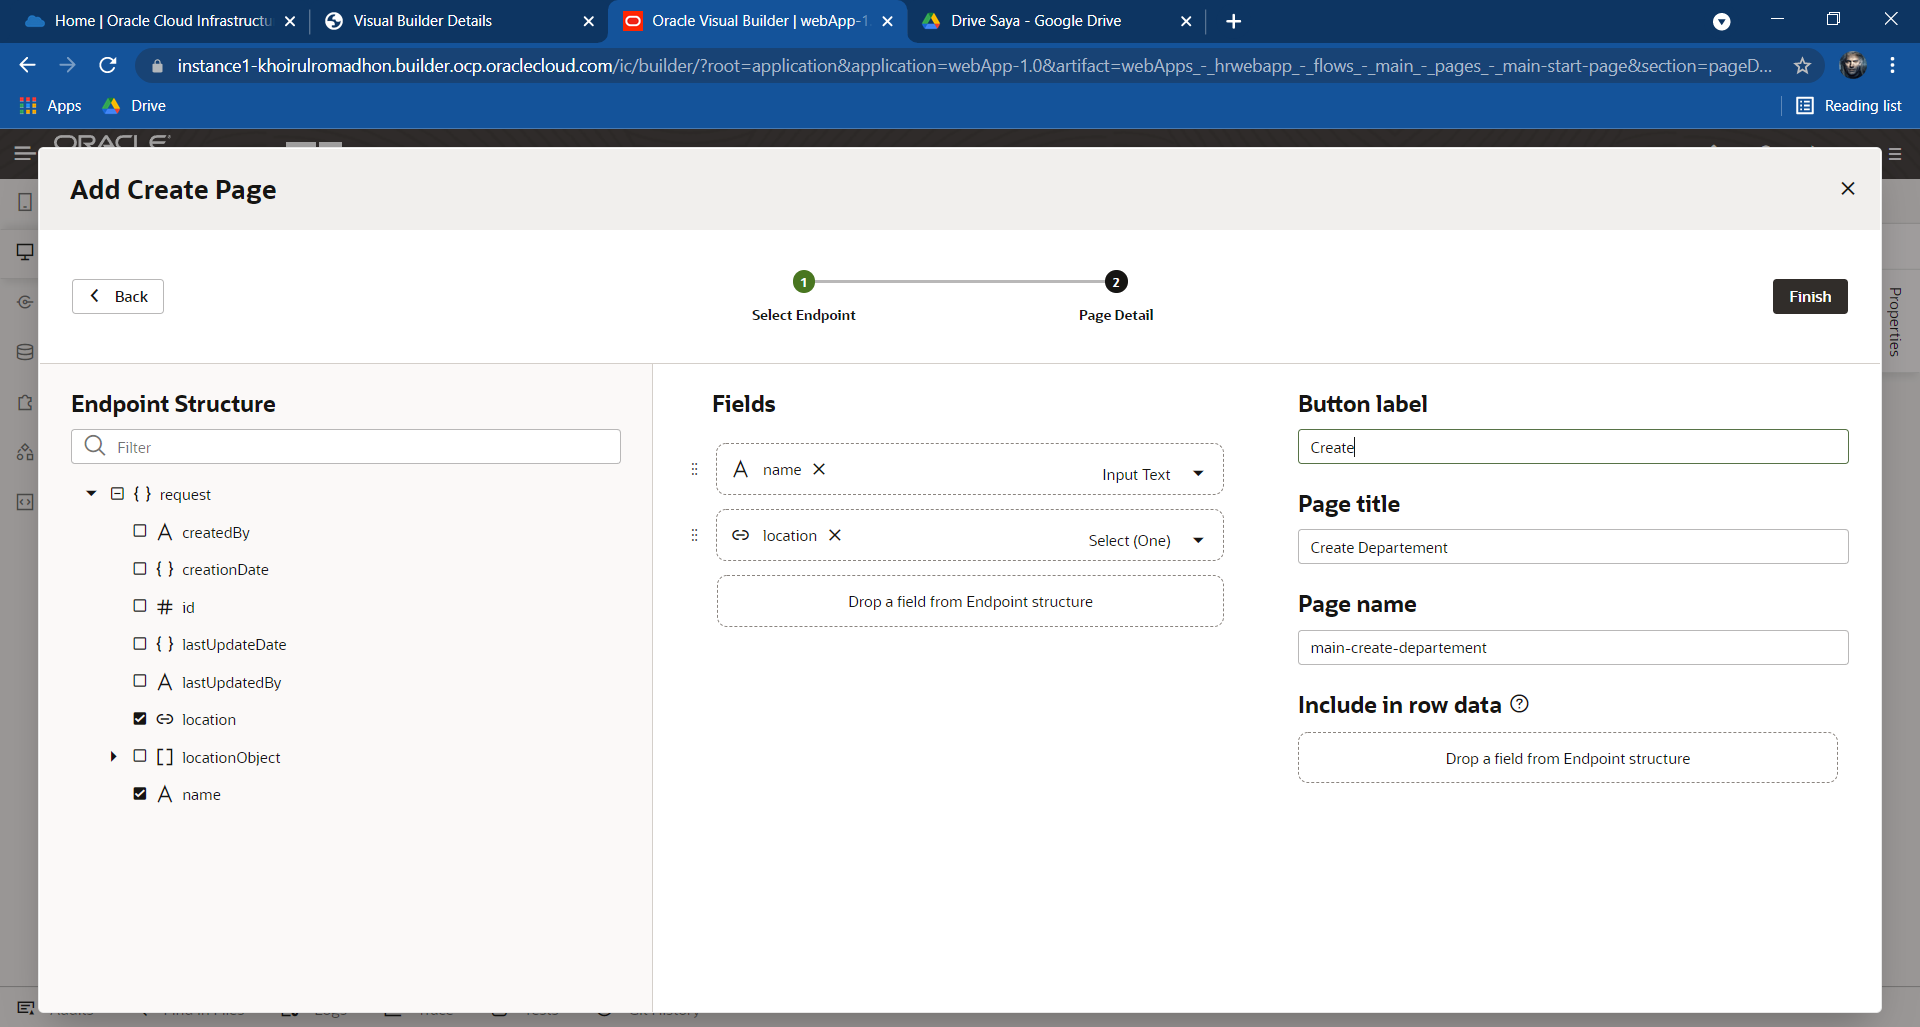 Home | Oracle Cloud Infrastructu
Visual Builder Details
Oracle Visual Builder | webApp-1.
Drive Saya - Google Drive
instance1-khoirulromadhon.builder.ocp.oraclecloud.com/ic/builder/?root=application&application=webApp-1.0&artifact=webApps_-_hrwebapp_-_flows_-_main_-_pages_-_main-start-page&section=pageD...
Apps
Drive
Reading list
ORACLE
Add Create Page
Back
1
2
Select Endpoint
Page Detail
Finish
Properties
Endpoint Structure
Filter
{ } request
A createdBy
{ } creationDate
# id
{ } lastUpdateDate
A lastUpdatedBy
location
[ ] locationObject
A name
Fields
A name
Input Text
location
Select (One)
Drop a field from Endpoint structure
Button label
Create
Page title
Create Departement
Page name
main-create-departement
Include in row data
Drop a field from Endpoint structure